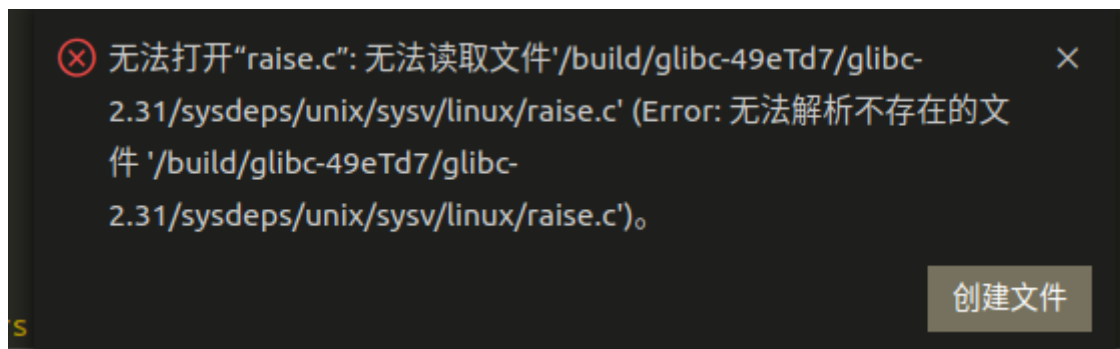 无法打开“raise.c”: 无法读取文件'/build/glibc-49eTd7/glibc-
2.31/sysdeps/unix/sysv/linux/raise.c' (Error: 无法解析不存在的文
件 '/build/glibc-49eTd7/glibc-
2.31/sysdeps/unix/sysv/linux/raise.c')。
创建文件
rs